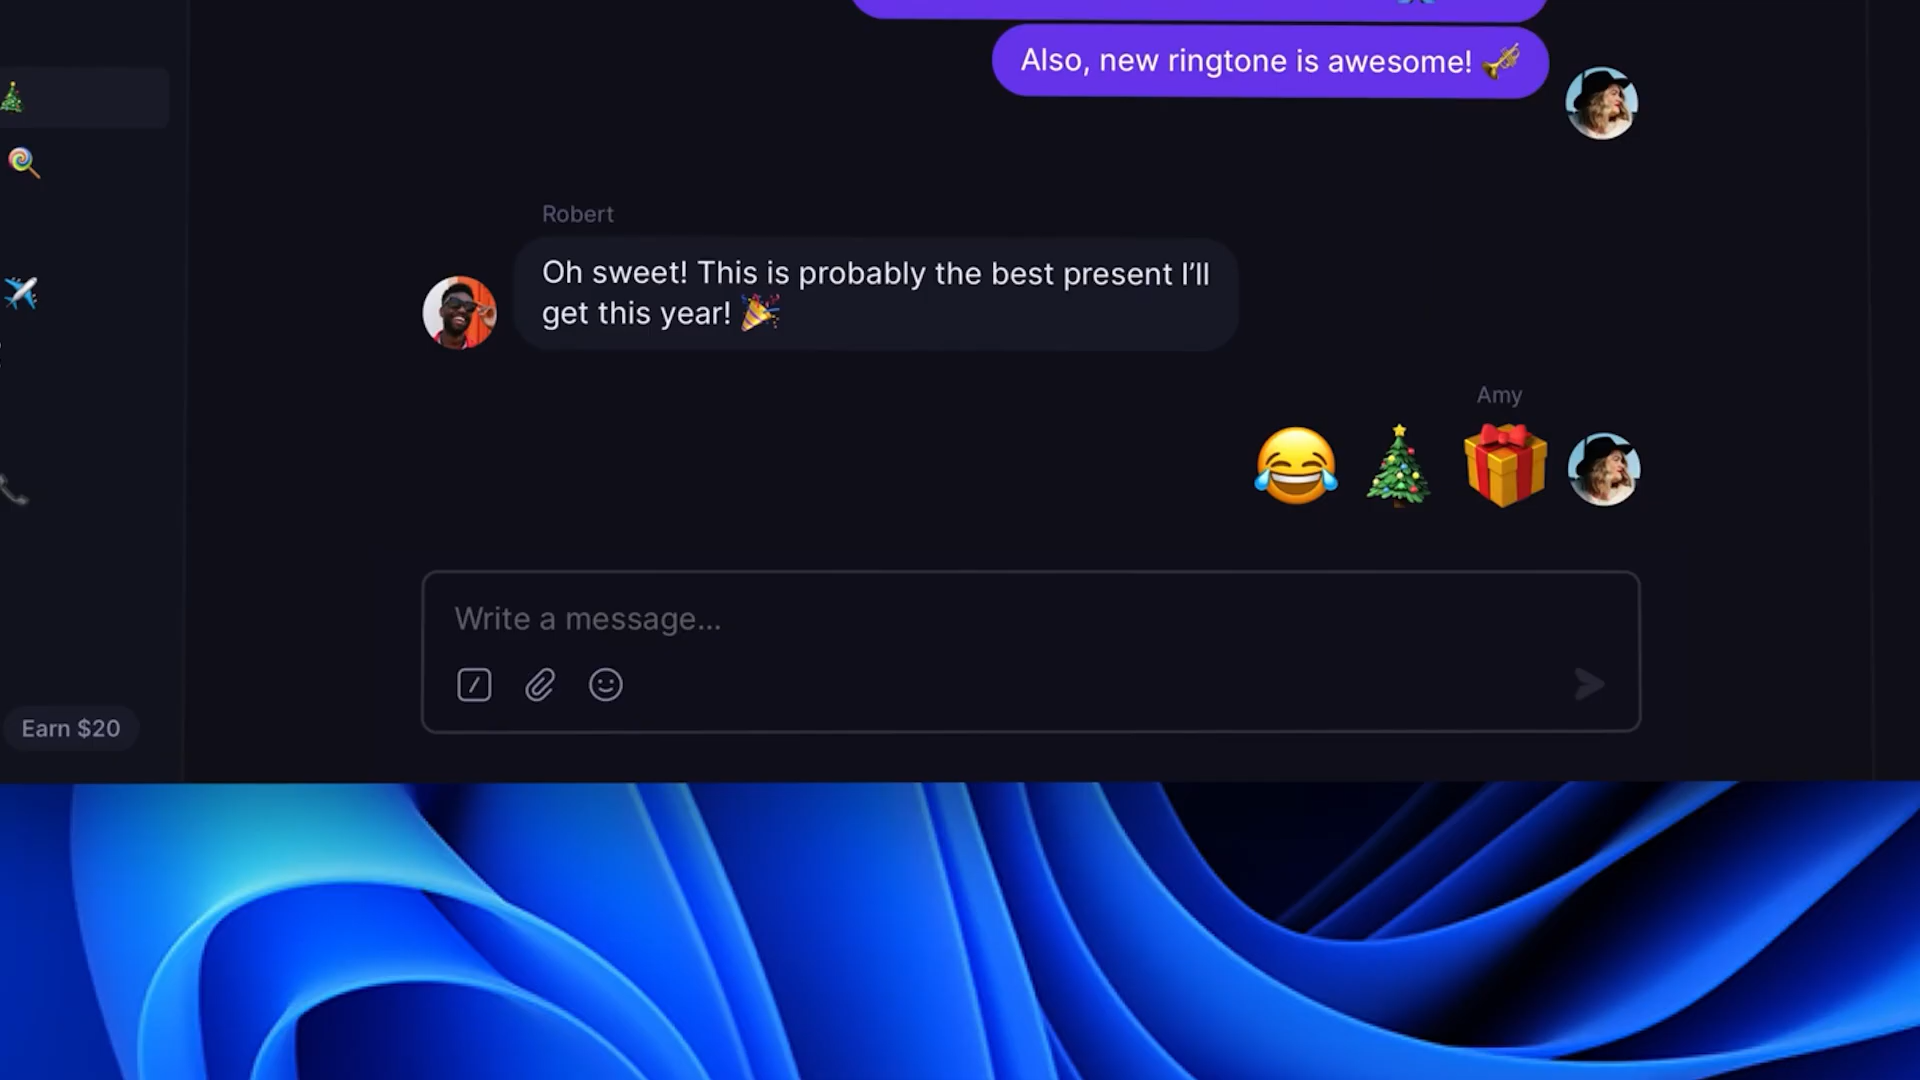 Also, new ringtone is awesome! 🎺
Robert
Oh sweet! This is probably the best present I’ll
get this year! 🎉
Amy
😂 🎄 🎁
Write a message...
Earn $20